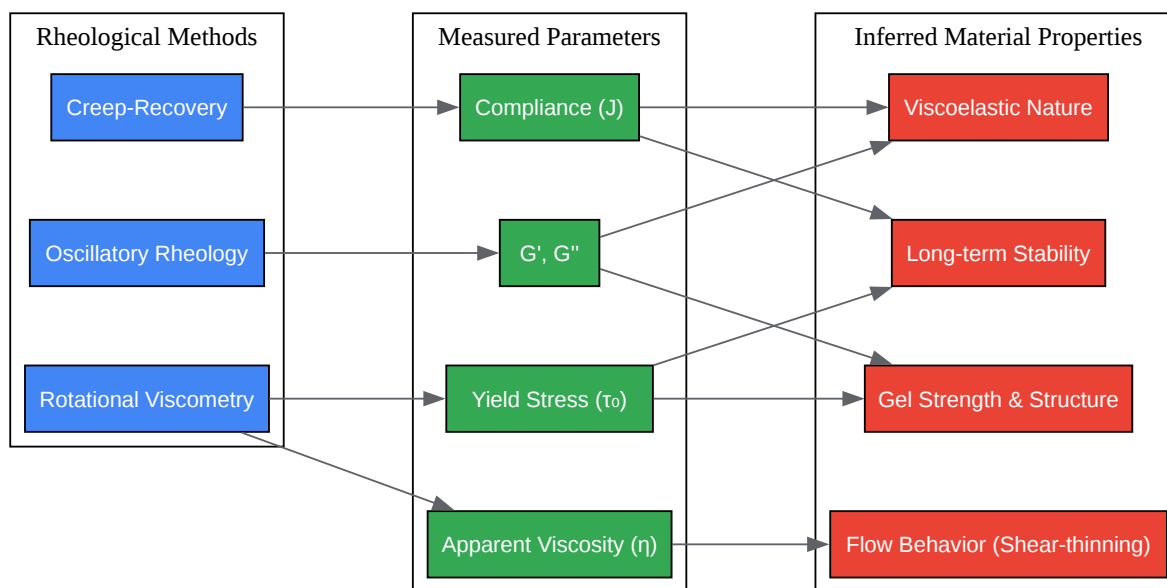 Rheological Methods
Creep-Recovery
Oscillatory Rheology
Rotational Viscometry
Measured Parameters
Compliance (J)
G', G''
Yield Stress (τ₀)
Apparent Viscosity (η)
Inferred Material Properties
Viscoelastic Nature
Long-term Stability
Gel Strength & Structure
Flow Behavior (Shear-thinning)